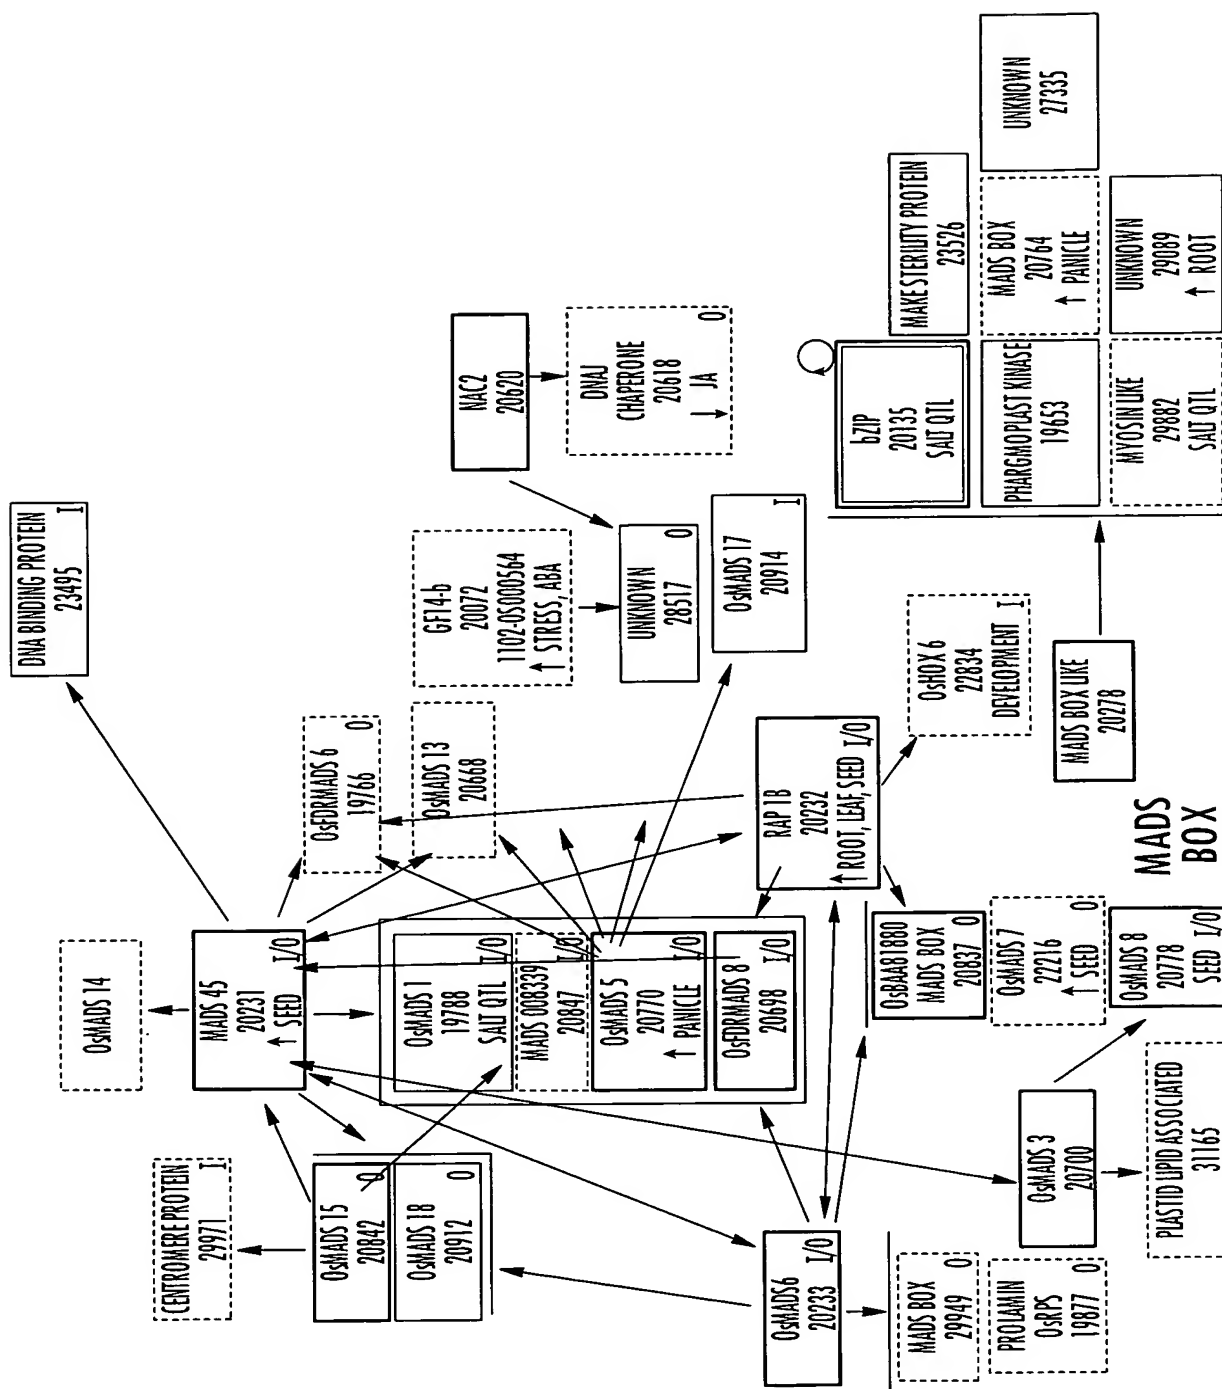 DNA BINDING PROTEIN
23495
I
OsMADS 14
MADS 45
20231
↑ SEED
I/O
CENTROMERE PROTEIN
29971
I
OsMADS 15
20842
O
OsMADS 18
20912
O
OsFDRMADS 6
19766
O
OsMADS 13
20668
OsMADS 1
19788
SALT QTL
I/O
MADS 008339
20847
I/O
OsMADS 5
20770
↑ PANICLE
I/O
OsFDRMADS 8
20698
I/O
GF14-b
20072
1102-OS000564
↑ STRESS, ABA
NAC2
20620
DNAJ
CHAPERONE
20618
↓ JA
O
UNKNOWN
28517
O
OsMADS 17
20914
I
RAP 1B
20232
↑ ROOT, LEAF, SEED I/O
OsMADS6
20233
I/O
MADS BOX
29949
O
PROLAMIN
OsRPS
19877
O
OsBAA81880
MADS BOX
20837
O
OsMADS 7
22216
↑ SEED
O
OsMADS 8
20778
SEED I/O
OsHOX 6
22834
DEVELOPMENT
I
OsMADS 3
20700
PLASTID LIPID ASSOCIATED
31165
MADS BOX LIKE
20278
bZIP
20135
SALT QTL
MAKE STERILITY PROTEIN
23526
PHARGMOPLAST KINASE
19653
MADS BOX
20764
↑ PANICLE
UNKNOWN
27335
MYOSIN LIKE
29882
SALT QTL
UNKNOWN
29089
↑ ROOT
MADS
BOX